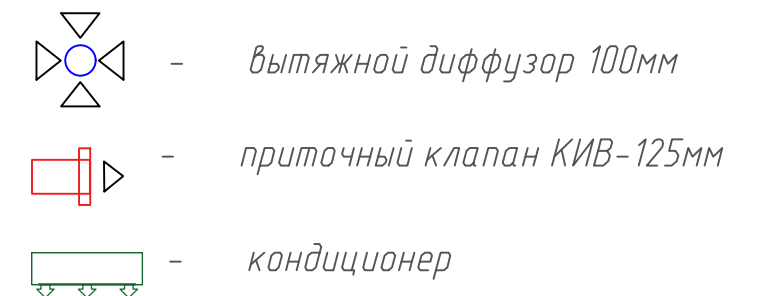 - вытяжной диффузор 100мм
- приточный клапан КИВ-125мм
- кондиционер